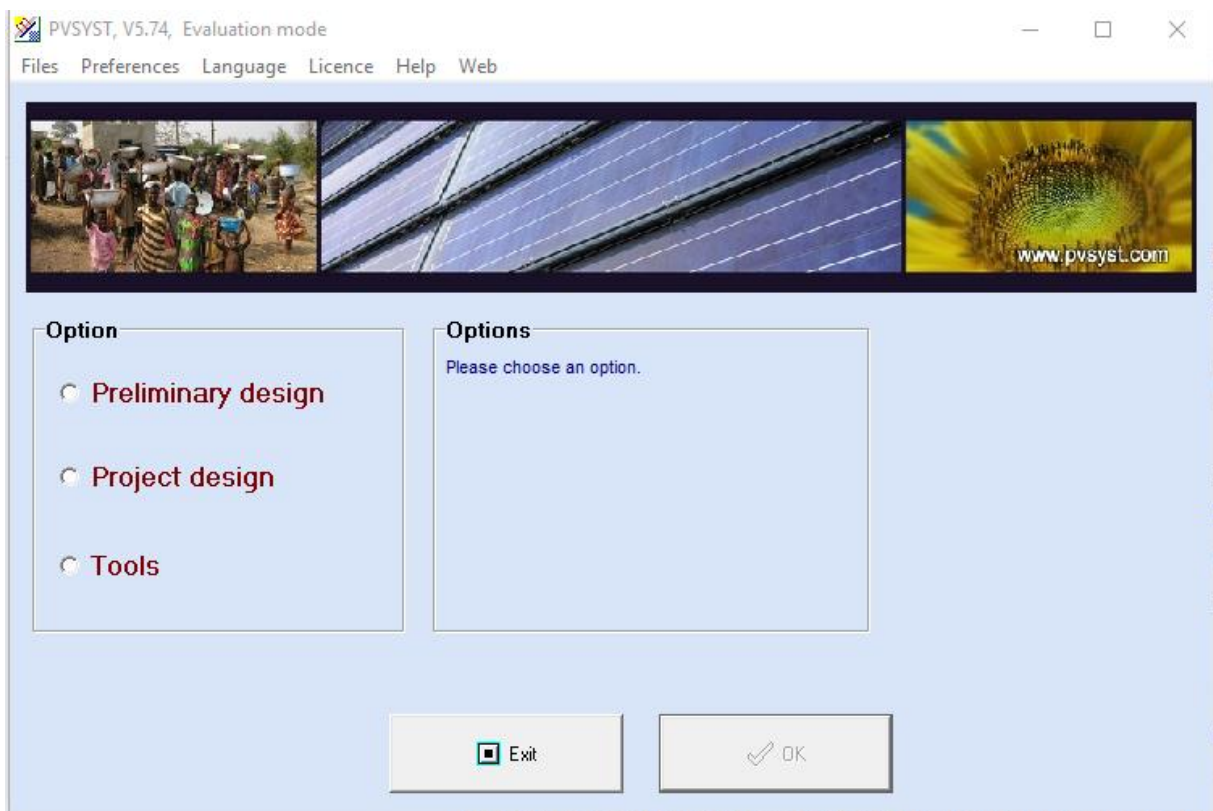 PVSYST, V5.74, Evaluation mode
Files Preferences Language Licence Help Web
www.pvsyst.com
Option
Preliminary design
Project design
Tools
Options
Please choose an option.
Exit
OK